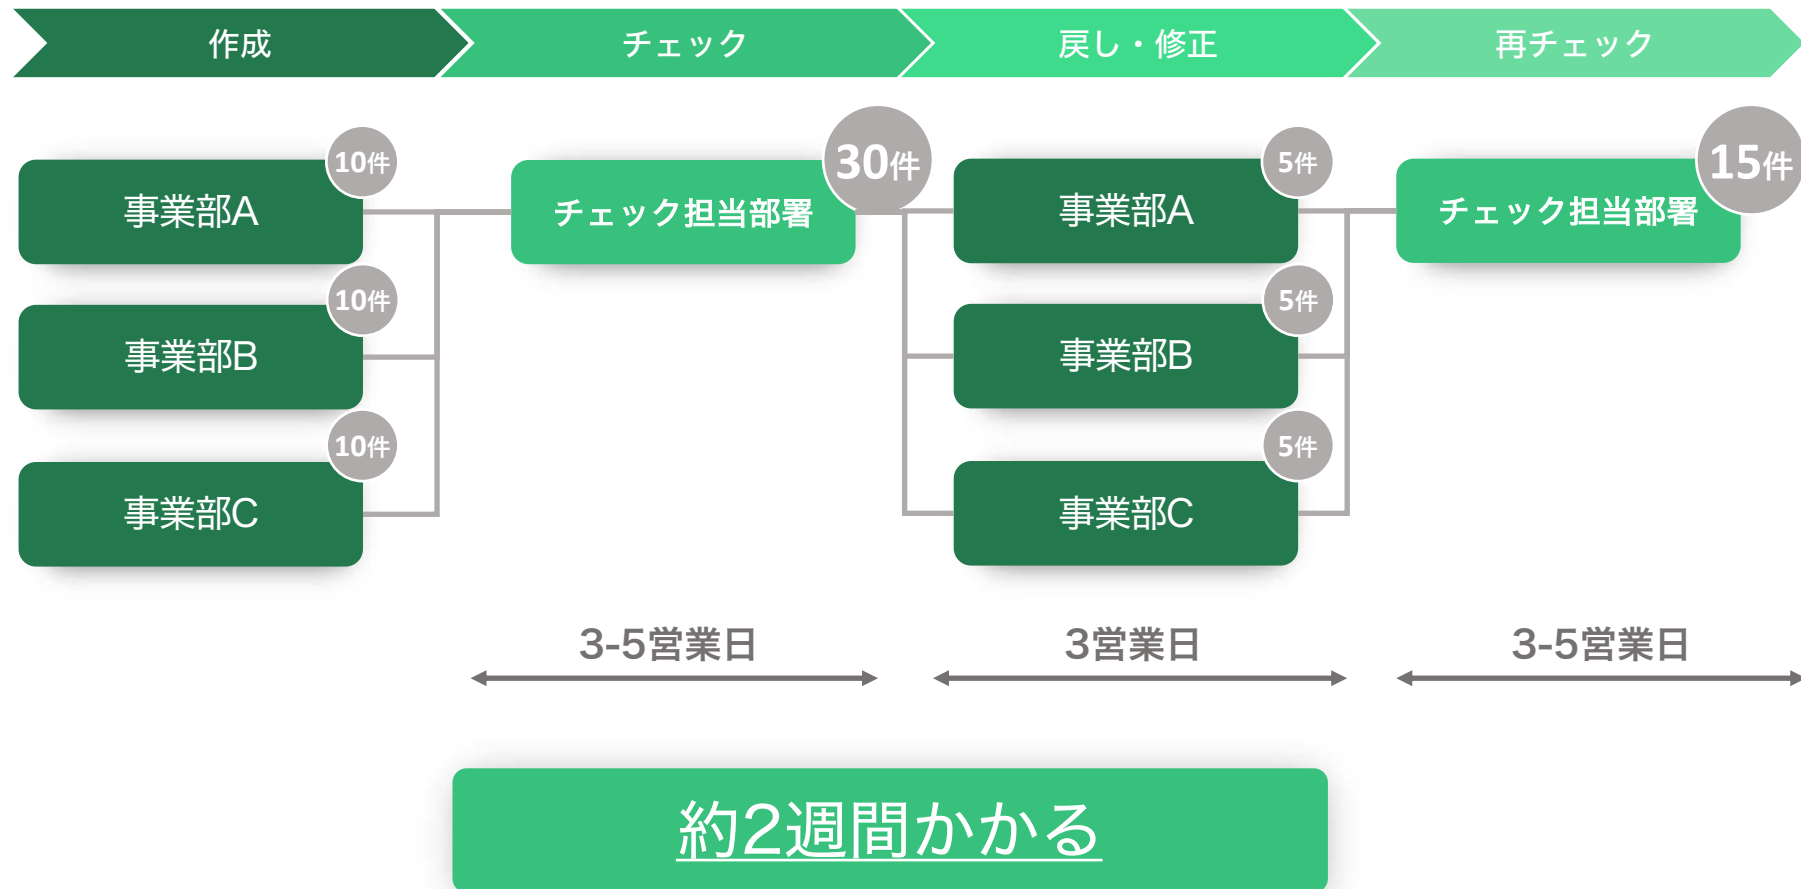 作成
チェック
戻し・修正
再チェック
10件
事業部A
10件
事業部B
10件
事業部C
30件
チェック担当部署
5件
事業部A
5件
事業部B
5件
事業部C
15件
チェック担当部署
3-5営業日
3営業日
3-5営業日
約2週間かかる